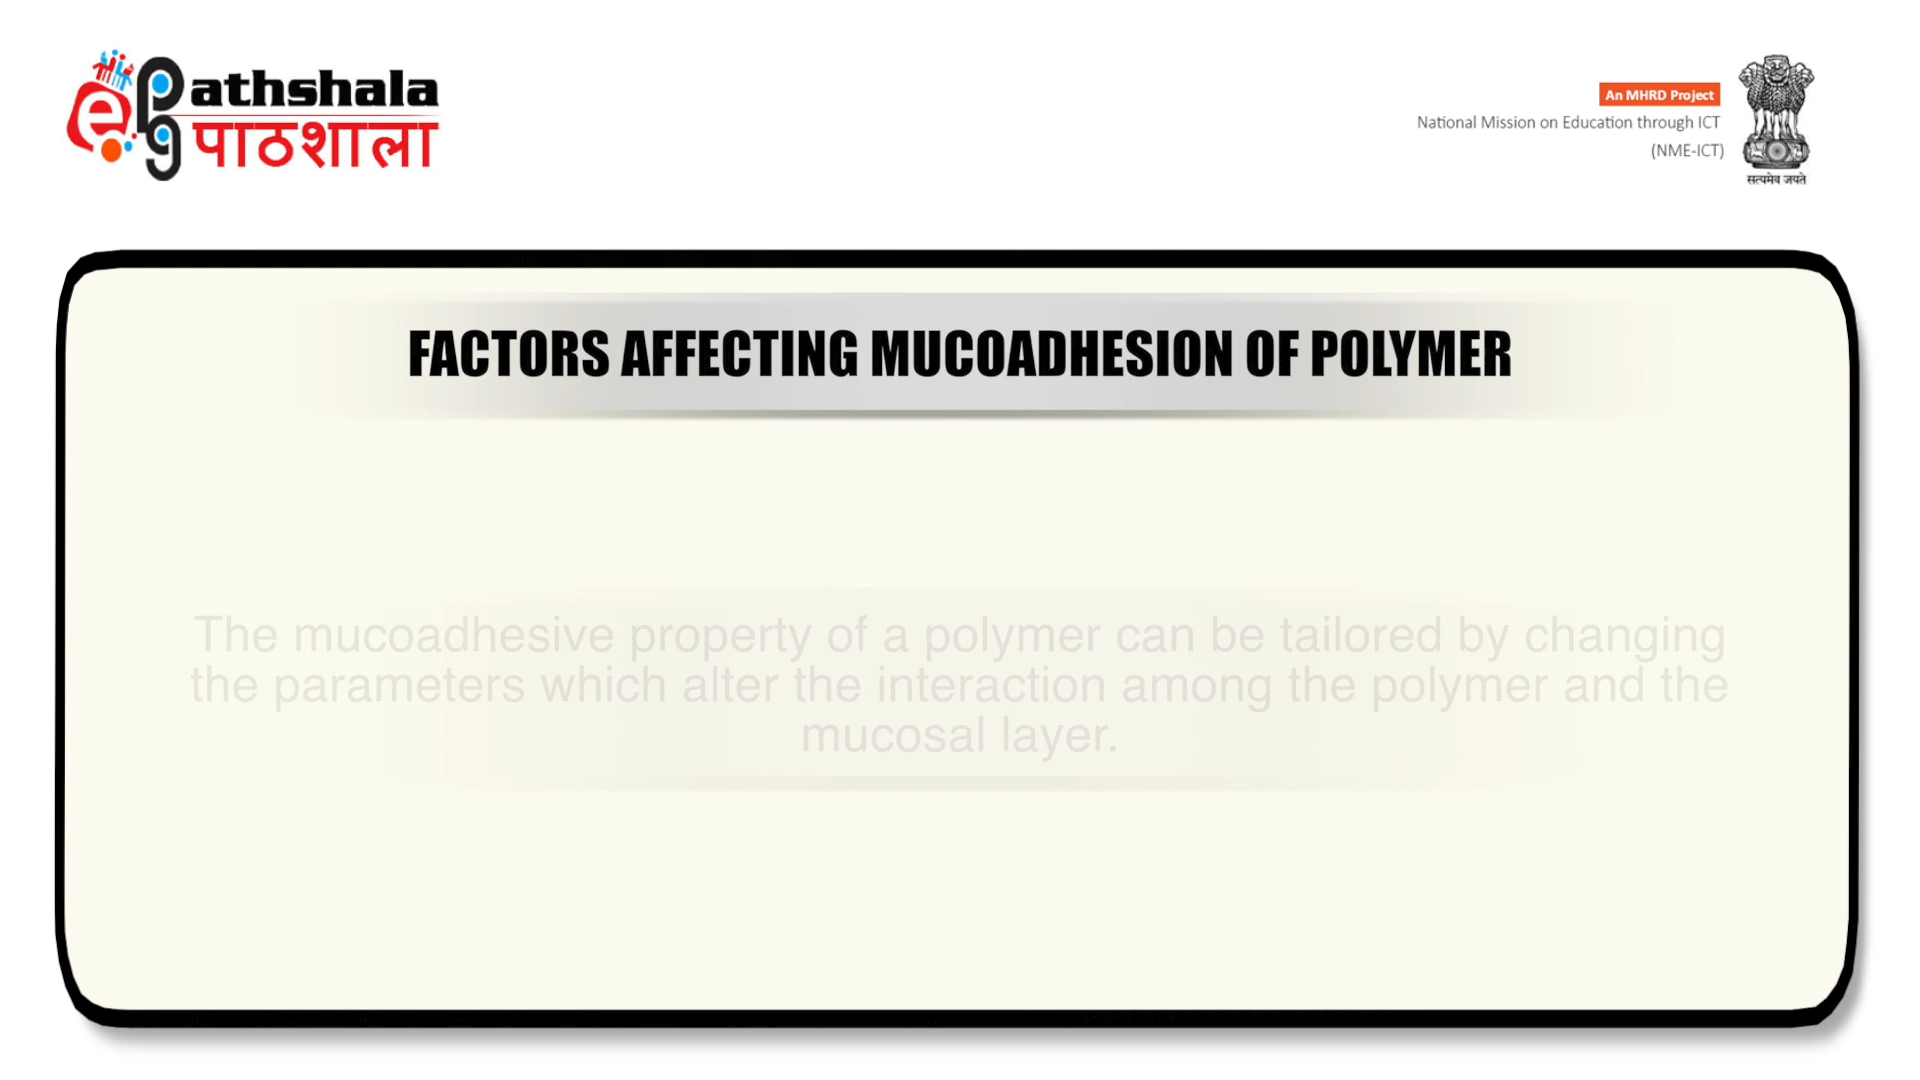 e Pg athshala
पाठशाला
An MHRD Project
National Mission on Education through ICT
(NME-ICT)
सत्यमेव जयते
FACTORS AFFECTING MUCOADHESION OF POLYMER
The mucoadhesive property of a polymer can be tailored by changing
the parameters which alter the interaction among the polymer and the
mucosal layer.